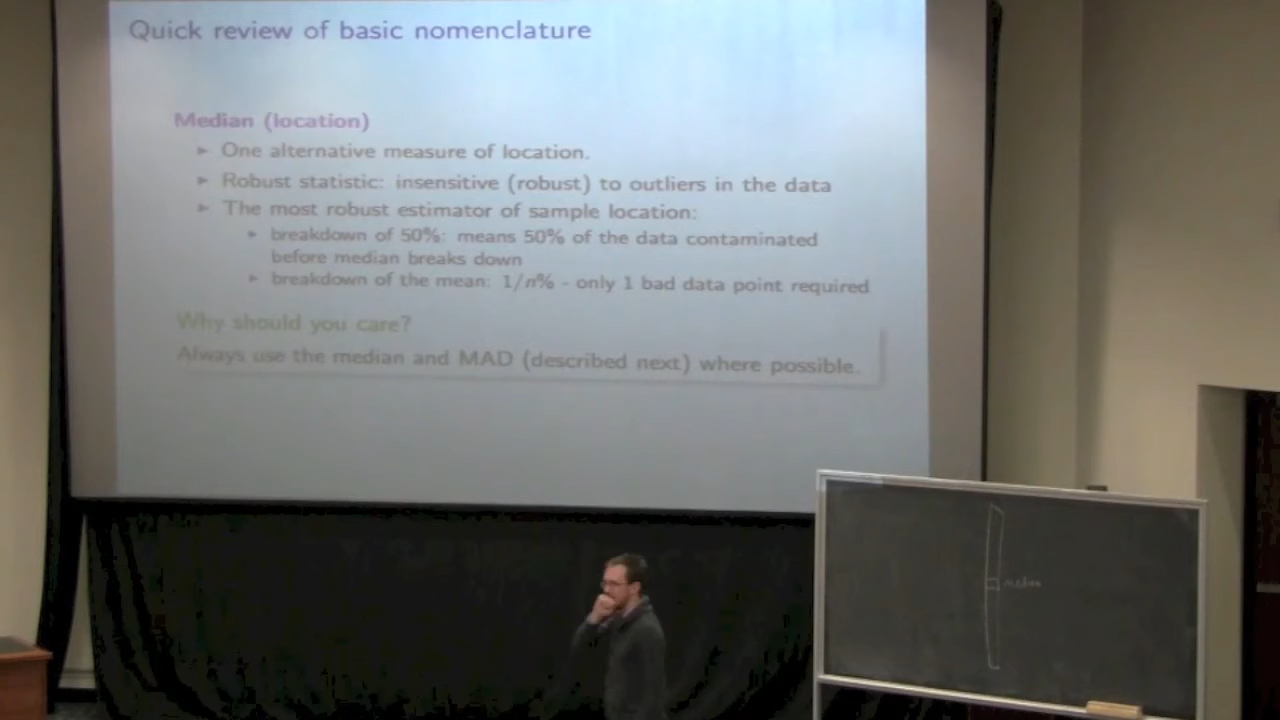 Quick review of basic nomenclature
Median (location)
One alternative measure of location.
Robust statistic: insensitive (robust) to outliers in the data
The most robust estimator of sample location:
breakdown of 50%: means 50% of the data contaminated
before median breaks down
breakdown of the mean: 1/n% - only 1 bad data point required
Why should you care?
Always use the median and MAD (described next) where possible.
median